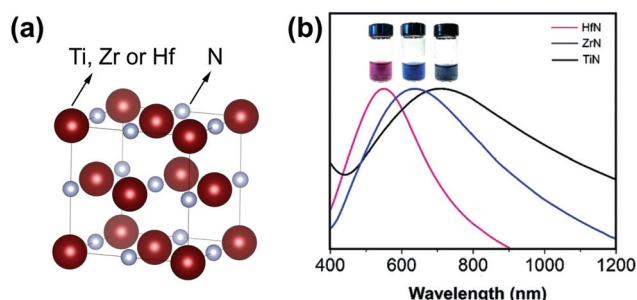 (a)
Ti, Zr or Hf
N
(b)
HfN
ZrN
TiN
400 600 800 1000 1200
Wavelength (nm)